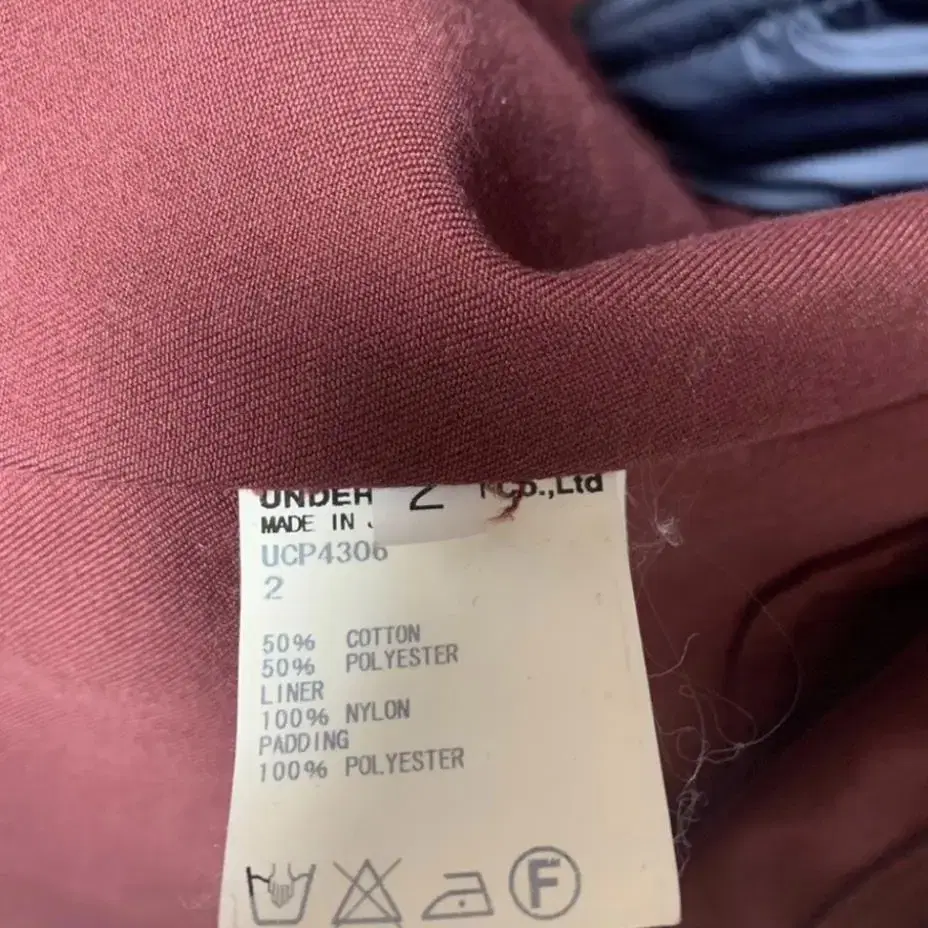 UNDER 2 Co.,Ltd
MADE IN
UCP4306
2
50% COTTON
50% POLYESTER
LINER
100% NYLON
PADDING
100% POLYESTER
F